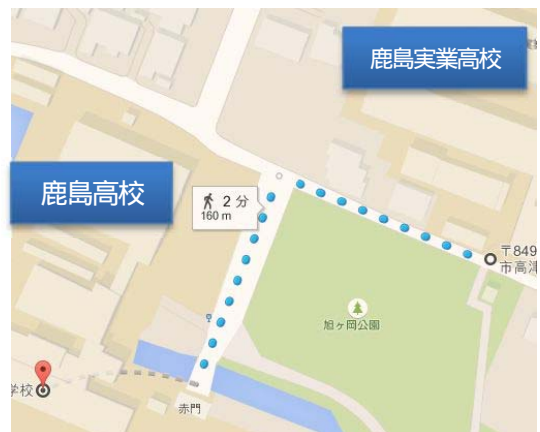 鹿島実業高校
鹿島高校
2 分
160 m
〒849
市高津
旭ヶ岡公園
学校
赤門